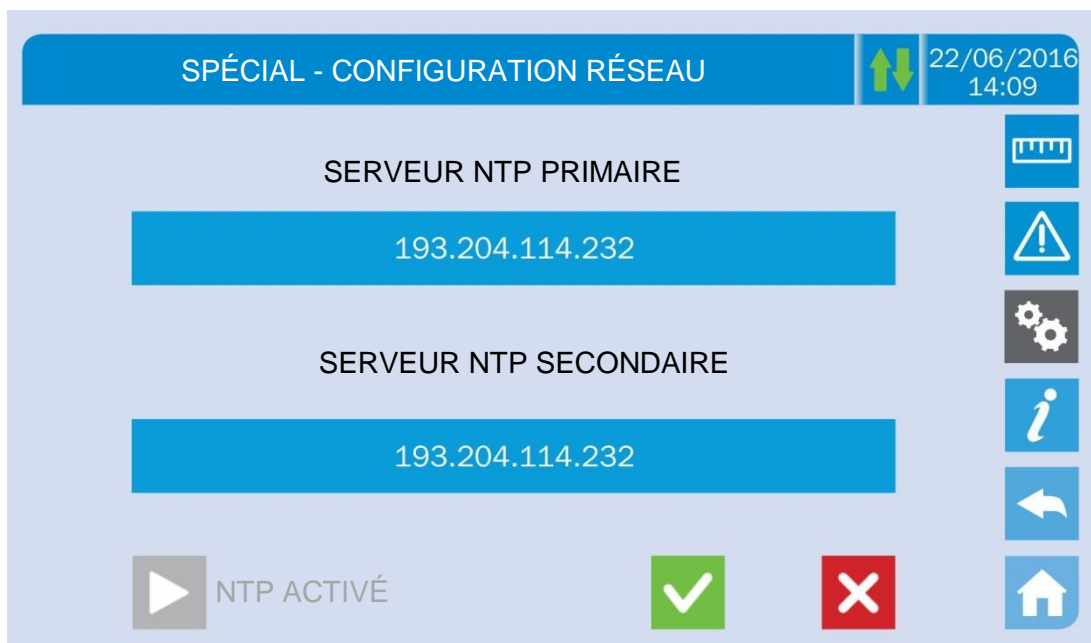 SPÉCIAL - CONFIGURATION RÉSEAU
22/06/2016
14:09
SERVEUR NTP PRIMAIRE
193.204.114.232
SERVEUR NTP SECONDAIRE
193.204.114.232
NTP ACTIVÉ